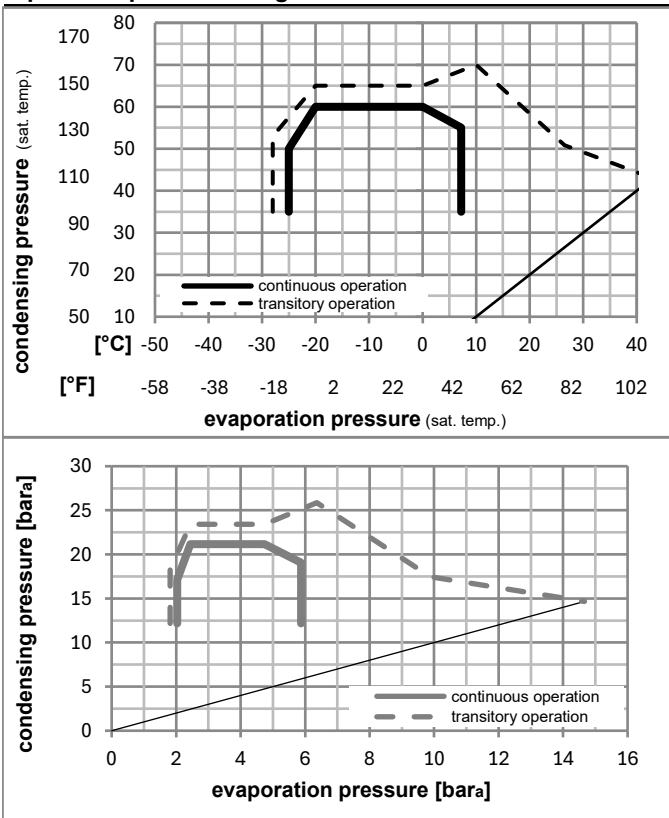 170
150
130
110
90
70
50
80
70
60
50
40
30
20
10
condensing pressure (sat. temp.)
continuous operation
transitory operation
[°C] -50 -40 -30 -20 -10 0 10 20 30 40
[°F] -58 -38 -18 2 22 42 62 82 102
evaporation pressure (sat. temp.)
30
25
20
15
10
5
0
condensing pressure [bara]
continuous operation
transitory operation
0 2 4 6 8 10 12 14 16
evaporation pressure [bara]